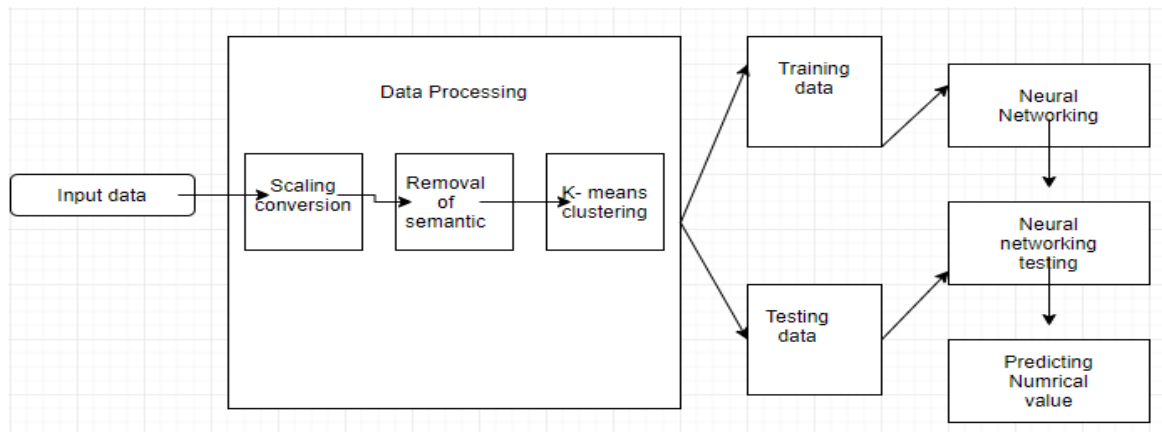 Data Processing
Input data
Scaling
conversion
Removal
of
semantic
K- means
clustering
Training
data
Testing
data
Neural
Networking
Neural
networking
testing
Predicting
Numrical
value